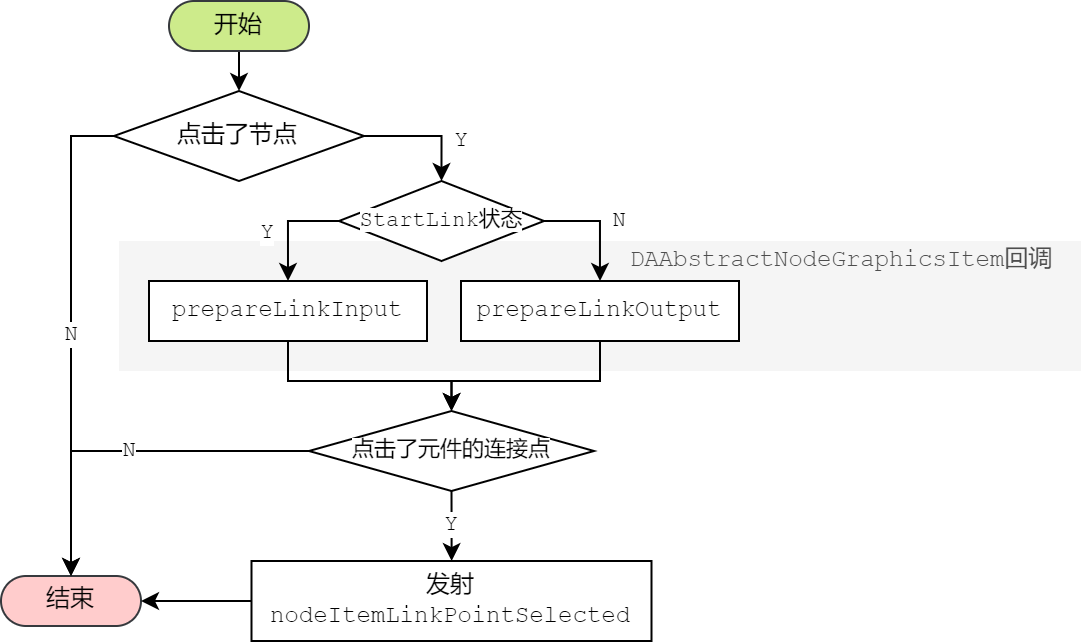 开始
点击了节点
Y
StartLink状态
Y
N
DAAbstractNodeGraphicsItem回调
prepareLinkInput
prepareLinkOutput
N
点击了元件的连接点
N
Y
发射
nodeItemLinkPointSelected
结束